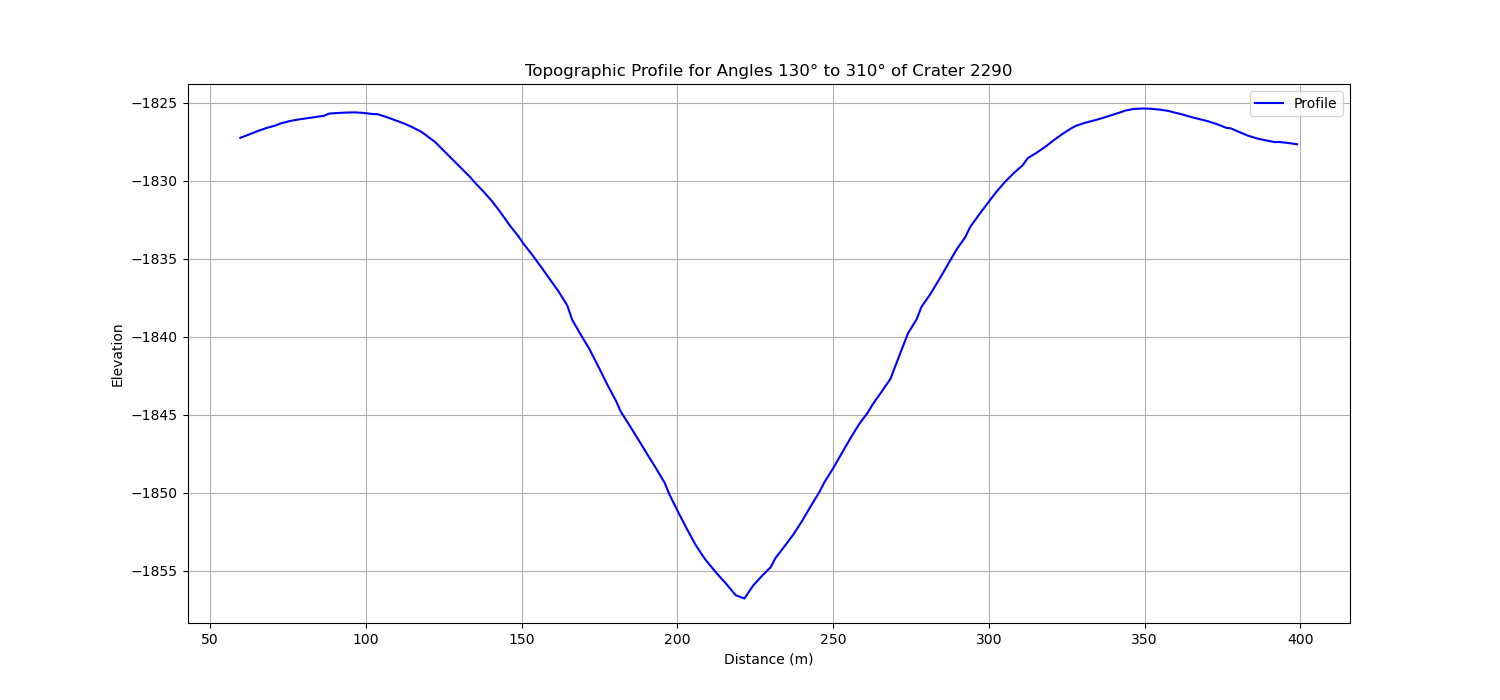 Topographic Profile for Angles 130° to 310° of Crater 2290
Profile
Elevation
−1825
−1830
−1835
−1840
−1845
−1850
−1855
50 100 150 200 250 300 350 400
Distance (m)